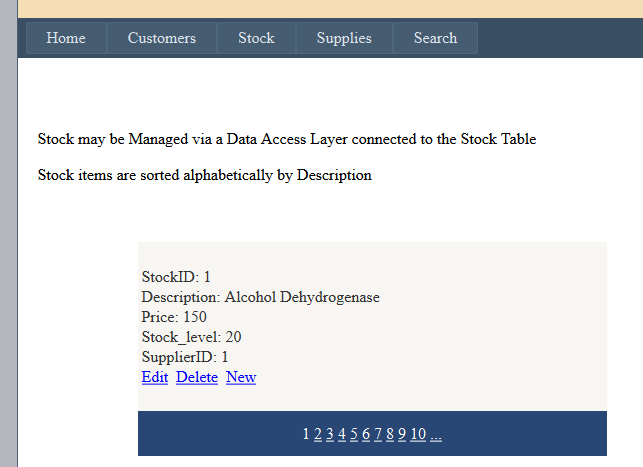 Home Customers Stock Supplies Search
Stock may be Managed via a Data Access Layer connected to the Stock Table
Stock items are sorted alphabetically by Description
StockID: 1
Description: Alcohol Dehydrogenase
Price: 150
Stock_level: 20
SupplierID: 1
Edit Delete New
1 2 3 4 5 6 7 8 9 10 ...